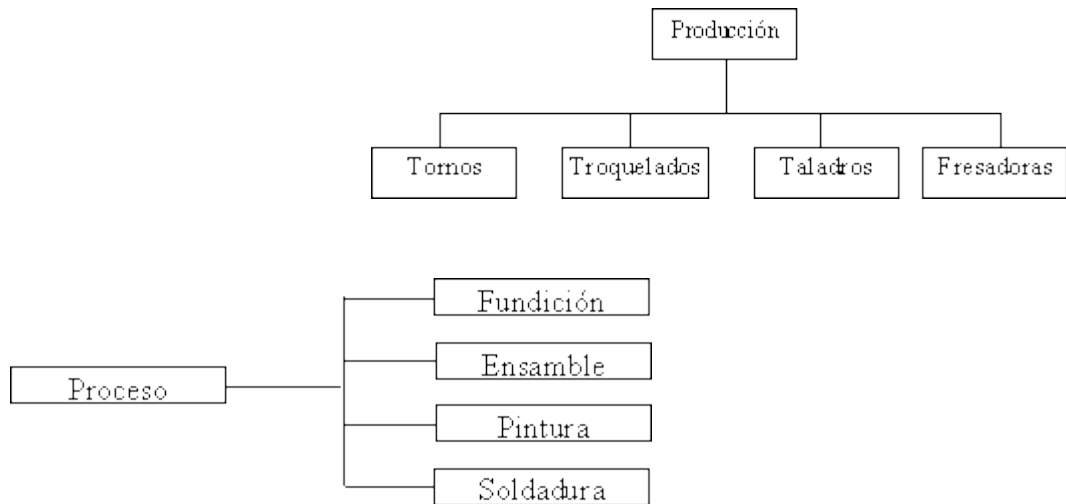 Producción
Tornos
Troquelados
Taladros
Fresadoras
Fundición
Ensamble
Proceso
Pintura
Soldadura